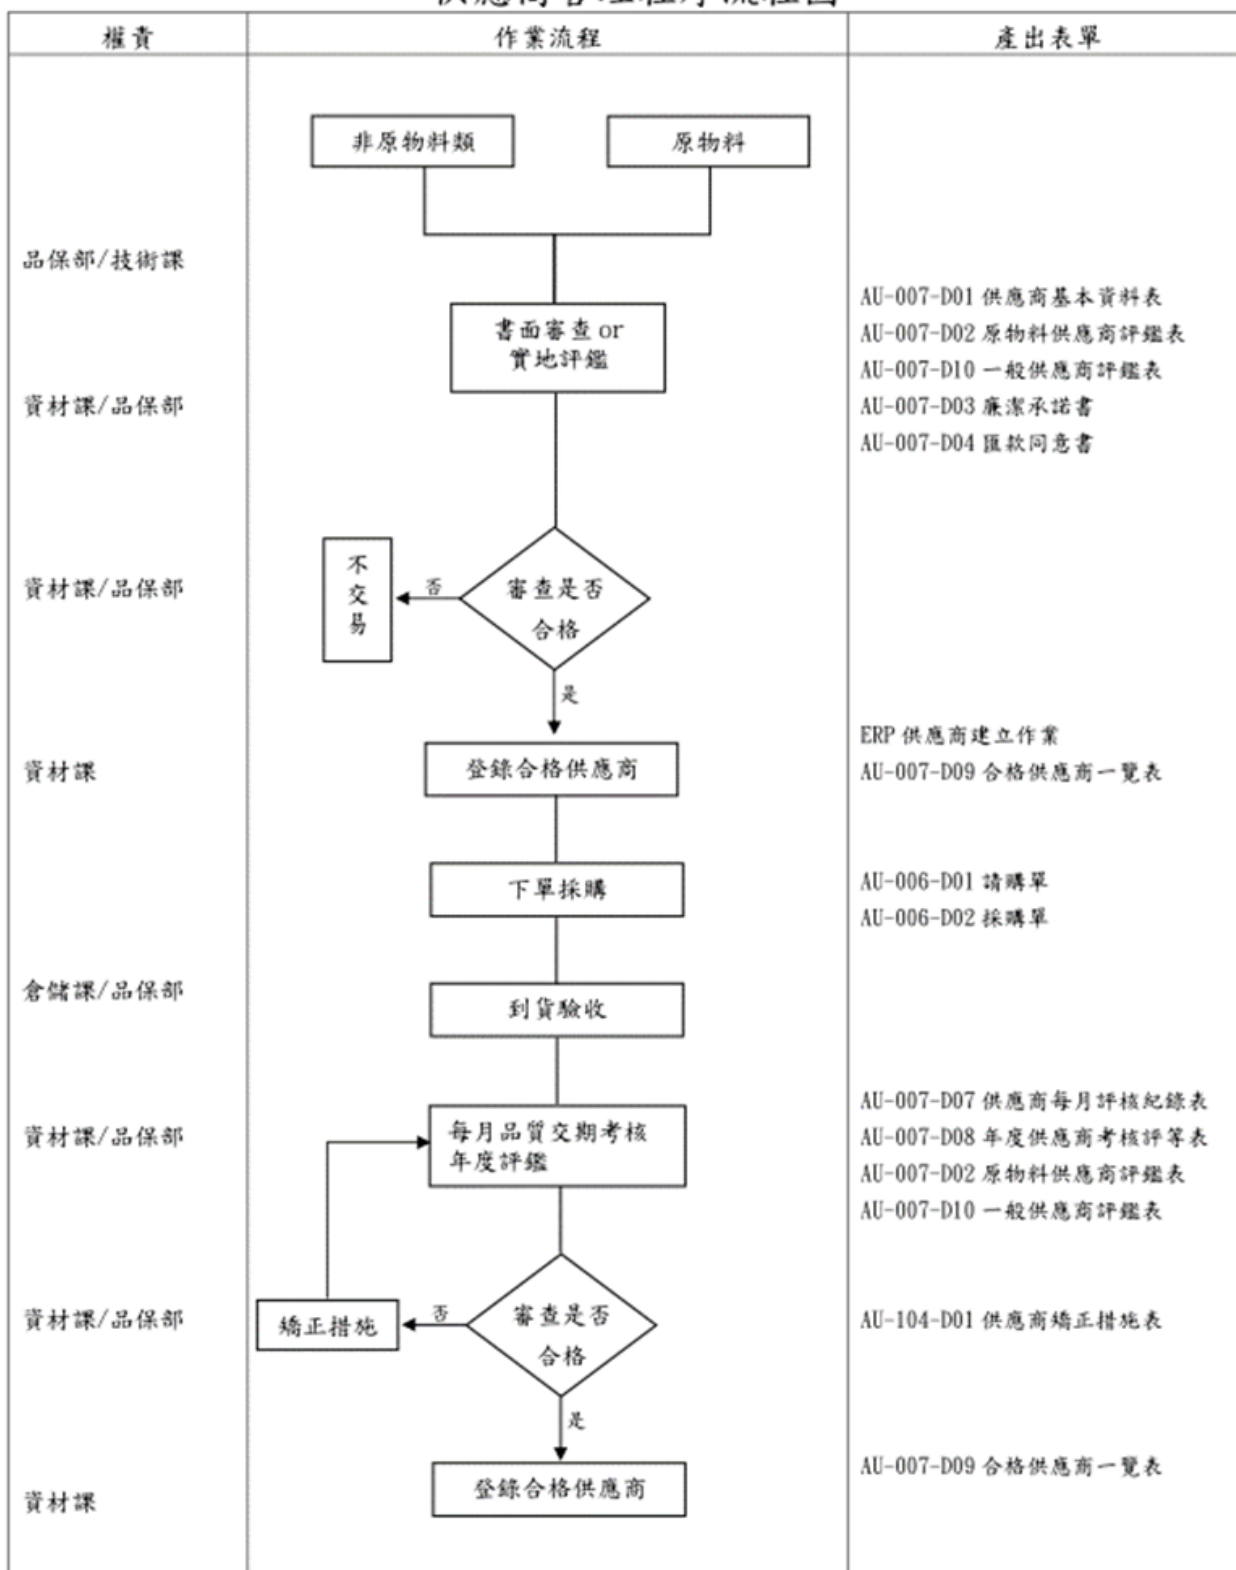 供應商管理程序流程圖
權責
作業流程
產出表單
非原物料類
原物料
品保部/技術課
書面審查 or
實地評鑑
AU-007-D01 供應商基本資料表
AU-007-D02 原物料供應商評鑑表
AU-007-D10 一般供應商評鑑表
資材課/品保部
AU-007-D03 廉潔承諾書
AU-007-D04 匯款同意書
資材課/品保部
不
交
易
否
審查是否
合格
是
ERP 供應商建立作業
資材課
登錄合格供應商
AU-007-D09 合格供應商一覽表
下單採購
AU-006-D01 請購單
AU-006-D02 採購單
倉儲課/品保部
到貨驗收
AU-007-D07 供應商每月評核紀錄表
資材課/品保部
每月品質交期考核
年度評鑑
AU-007-D08 年度供應商考核評等表
AU-007-D02 原物料供應商評鑑表
AU-007-D10 一般供應商評鑑表
資材課/品保部
矯正措施
否
審查是否
合格
AU-104-D01 供應商矯正措施表
是
AU-007-D09 合格供應商一覽表
資材課
登錄合格供應商